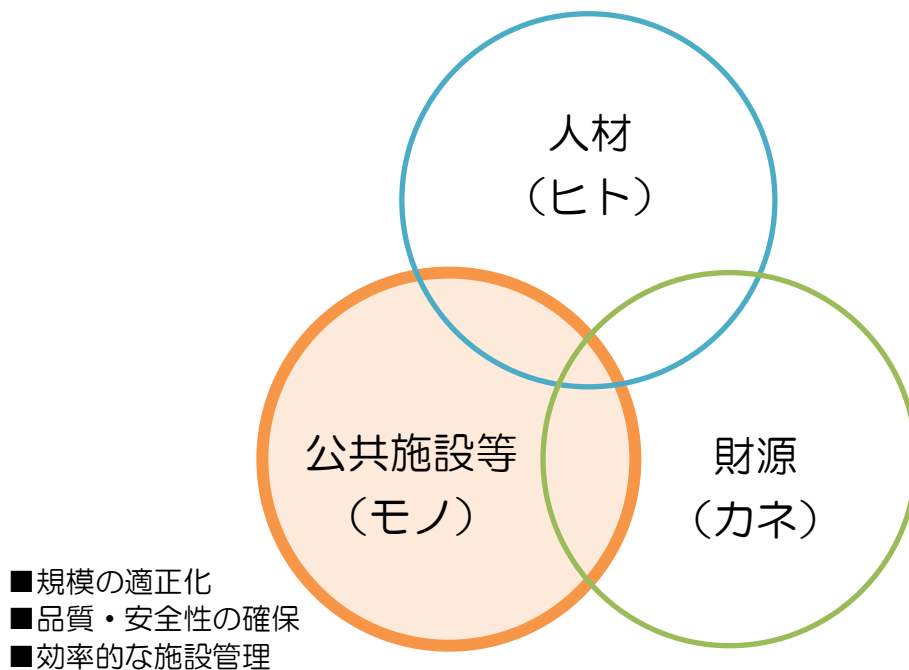 人材
（ヒト）
公共施設等
（モノ）
財源
（カネ）
■規模の適正化
■品質・安全性の確保
■効率的な施設管理